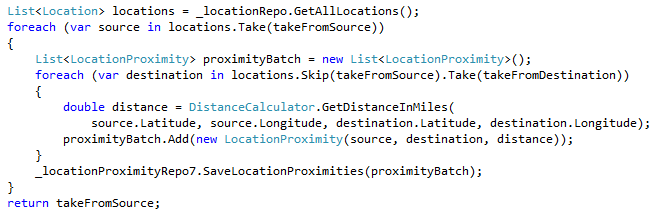 List<Location> locations = _locationRepo.GetAllLocations();
foreach (var source in locations.Take(takeFromSource))
{
    List<LocationProximity> proximityBatch = new List<LocationProximity>();
    foreach (var destination in locations.Skip(takeFromSource).Take(takeFromDestination))
    {
        double distance = DistanceCalculator.GetDistanceInMiles(
            source.Latitude, source.Longitude, destination.Latitude, destination.Longitude);
        proximityBatch.Add(new LocationProximity(source, destination, distance));
    }
    _locationProximityRepo7.SaveLocationProximities(proximityBatch);
}
return takeFromSource;